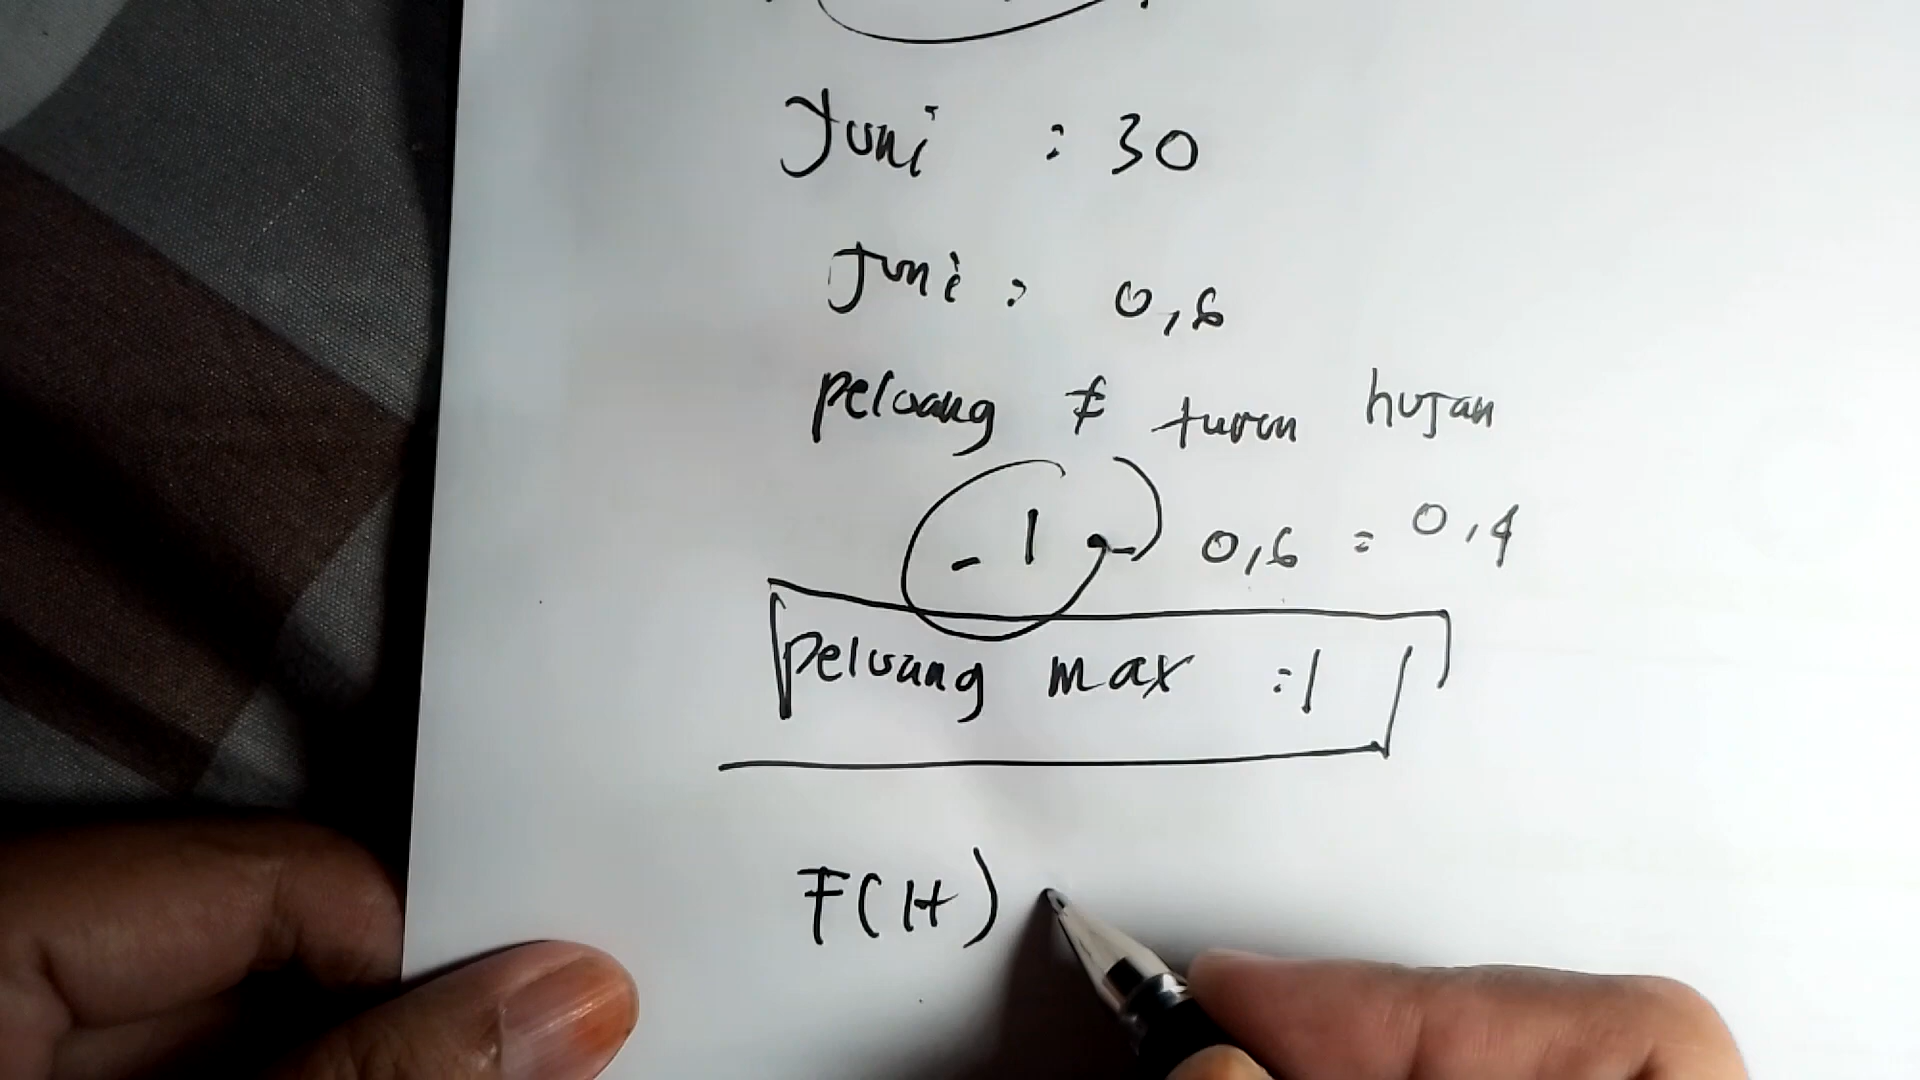 Juni : 30
Juni : 0,6
peluang ≠ turun hujan
- 1 - 0,6 = 0,4
peluang max : 1
F(H)